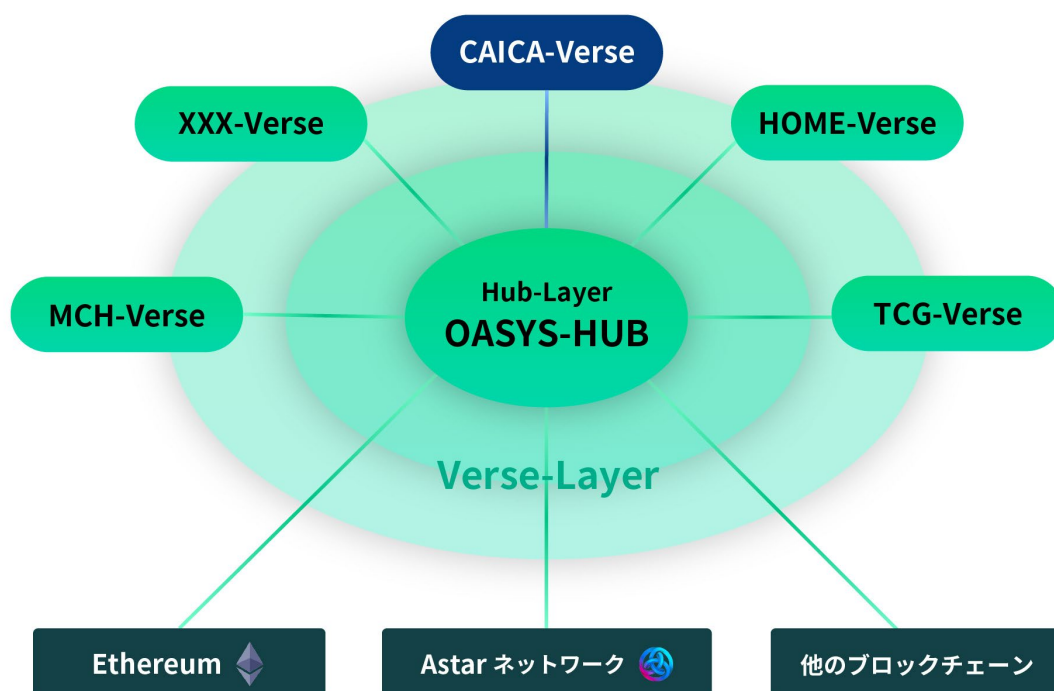 CAICA-Verse
XXX-Verse
HOME-Verse
MCH-Verse
Hub-Layer
OASYS-HUB
TCG-Verse
Verse-Layer
Ethereum
Astar ネットワーク
他のブロックチェーン